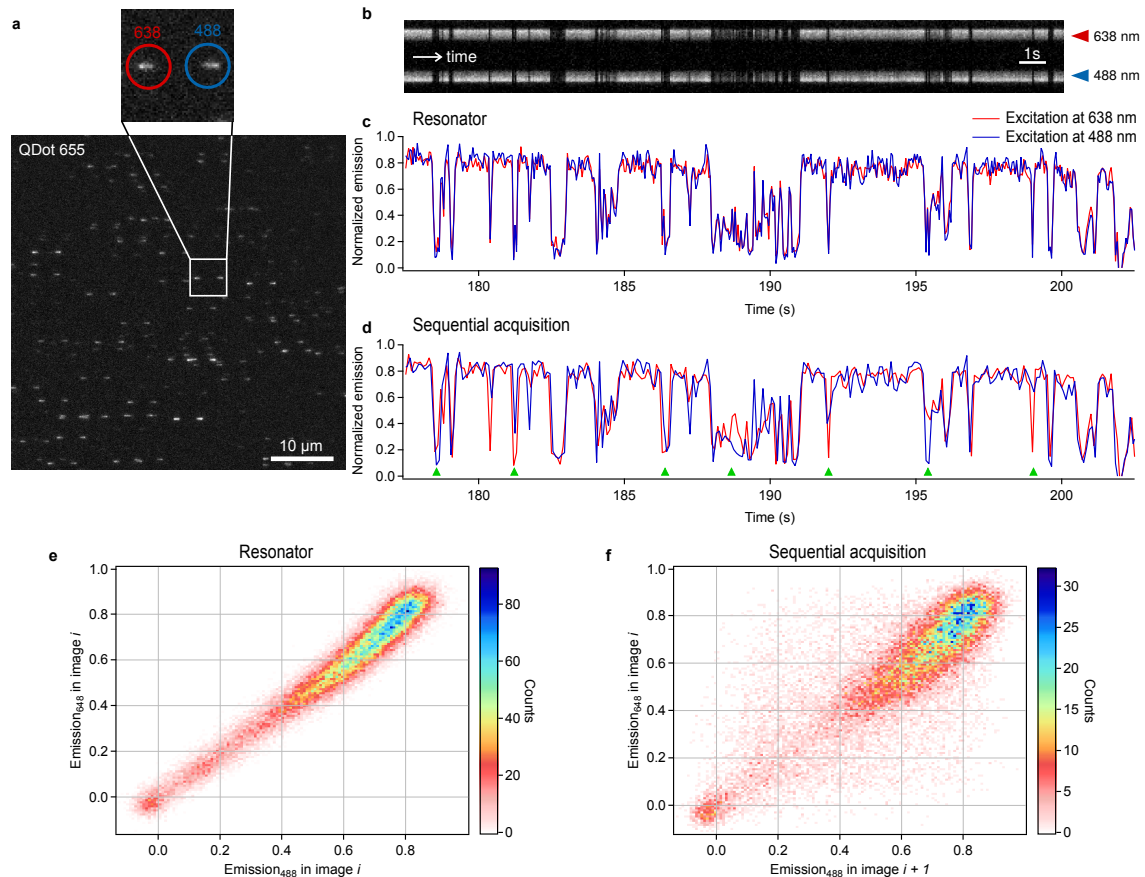 a
638 488
QDot 655
10 µm
b
time
1s
638 nm
488 nm
c Resonator
Excitation at 638 nm
Excitation at 488 nm
Normalized emission
1.0
0.8
0.6
0.4
0.2
0.0
180 185 190 195 200
Time (s)
d Sequential acquisition
Normalized emission
1.0
0.8
0.6
0.4
0.2
0.0
180 185 190 195 200
Time (s)
e Resonator
Emission648 in image i
1.0
0.8
0.6
0.4
0.2
0.0
0.0 0.2 0.4 0.6 0.8
Emission488 in image i
80
60
40
20
0
Counts
f Sequential acquisition
Emission648 in image i
1.0
0.8
0.6
0.4
0.2
0.0
0.0 0.2 0.4 0.6 0.8
Emission488 in image i + 1
30
25
20
15
10
5
0
Counts